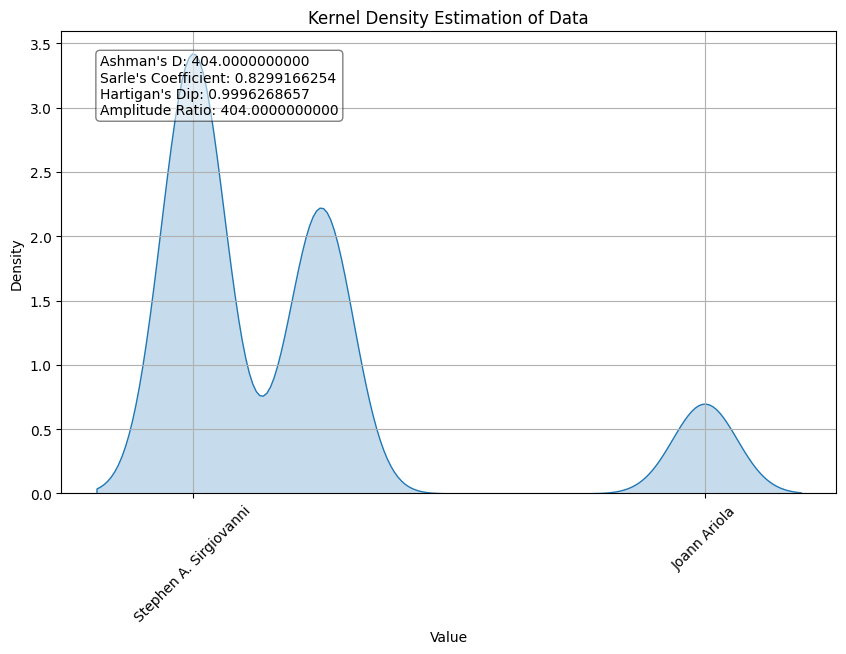 Kernel Density Estimation of Data
Ashman's D: 404.0000000000
Sarle's Coefficient: 0.8299166254
Hartigan's Dip: 0.9996268657
Amplitude Ratio: 404.0000000000
3.5
3.0
2.5
2.0
1.5
1.0
0.5
0.0
Density
Stephen A. Sirgiovanni
Joann Ariola
Value